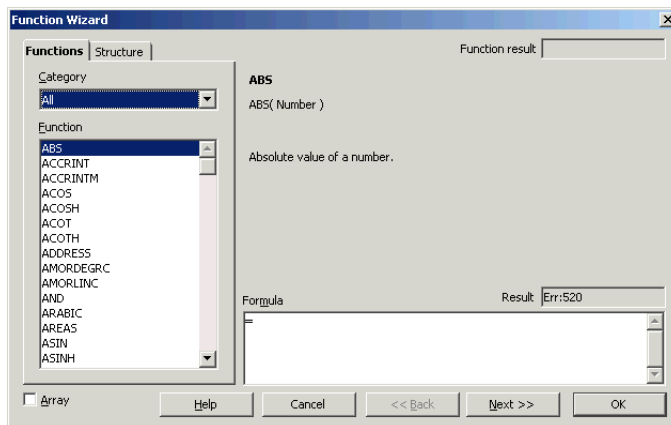 Function Wizard
Functions Structure
Function result
Category
All
Function
ABS
ACCRINT
ACCRINTM
ACOS
ACOSH
ACOT
ACOTH
ADDRESS
AMORDEGRC
AMORLINC
AND
ARABIC
AREAS
ASIN
ASINH
ABS
ABS( Number )
Absolute value of a number.
Formula
Result Err:520
=
Array
Help
Cancel
<< Back
Next >>
OK